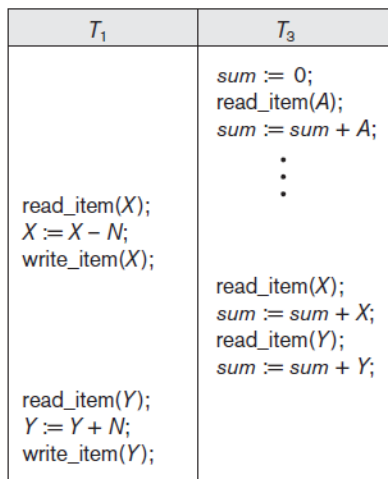 T₁ T₃
sum := 0;
read_item(A);
sum := sum + A;
read_item(X);
X := X – N;
write_item(X);
read_item(X);
sum := sum + X;
read_item(Y);
sum := sum + Y;
read_item(Y);
Y := Y + N;
write_item(Y);